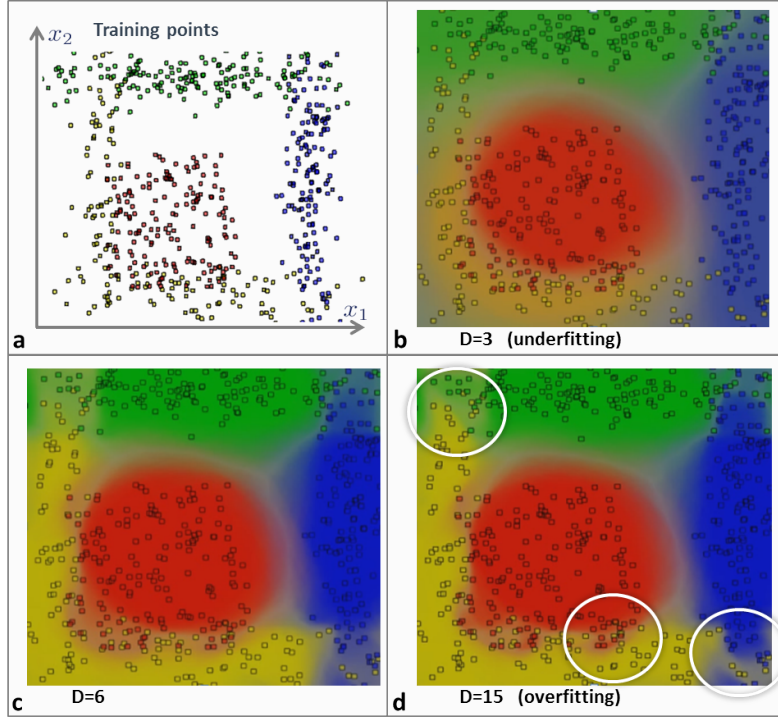 x₂ Training points
x₁
a
b D=3 (underfitting)
c D=6
d D=15 (overfitting)